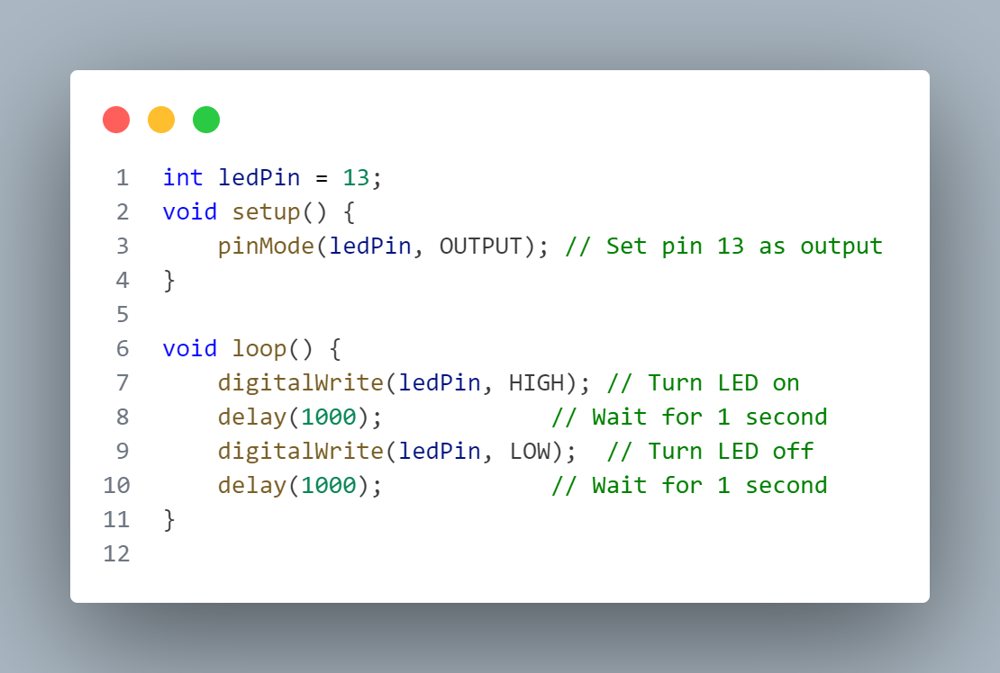 1 int ledPin = 13;
2 void setup() {
3     pinMode(ledPin, OUTPUT); // Set pin 13 as output
4 }
5
6 void loop() {
7     digitalWrite(ledPin, HIGH); // Turn LED on
8     delay(1000);            // Wait for 1 second
9     digitalWrite(ledPin, LOW);  // Turn LED off
10     delay(1000);            // Wait for 1 second
11 }
12